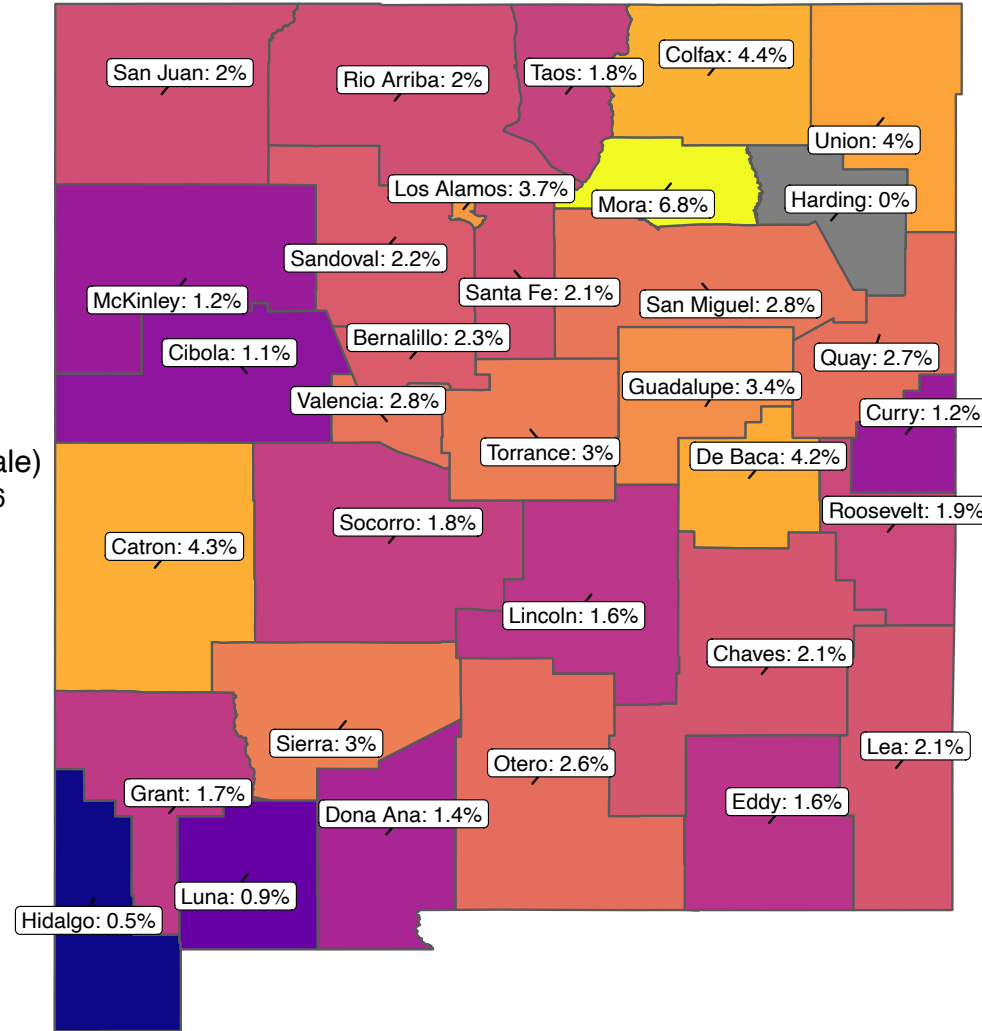 Colfax: 4.4%
San Juan: 2%
Rio Arriba: 2%
Taos: 1.8%
Union: 4%
Los Alamos: 3.7%
Mora: 6.8%
Harding: 0%
Sandoval: 2.2%
McKinley: 1.2%
Santa Fe: 2.1%
San Miguel: 2.8%
Bernalillo: 2.3%
Cibola: 1.1%
Quay: 2.7%
Guadalupe: 3.4%
Valencia: 2.8%
Curry: 1.2%
Torrance: 3%
De Baca: 4.2%
ale)
6
Roosevelt: 1.9%
Socorro: 1.8%
Catron: 4.3%
Lincoln: 1.6%
Chaves: 2.1%
Sierra: 3%
Lea: 2.1%
Otero: 2.6%
Grant: 1.7%
Eddy: 1.6%
Dona Ana: 1.4%
Luna: 0.9%
Hidalgo: 0.5%